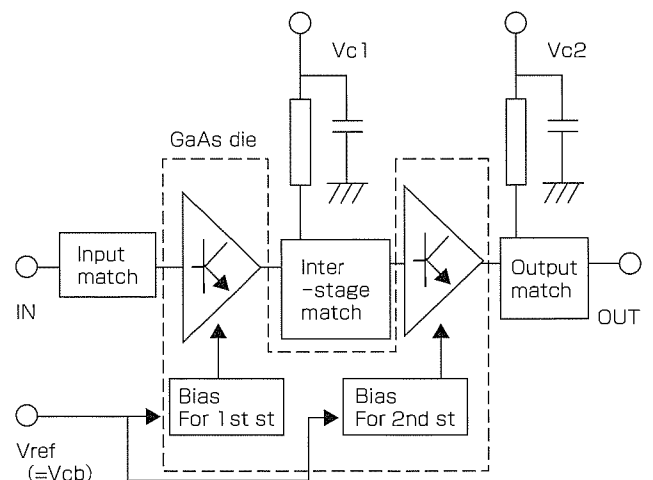 Vc1
Vc2
GaAs die
Input
match
Inter
-stage
match
Output
match
IN
OUT
Bias
For 1st st
Bias
For 2nd st
Vref
(=Vcb)